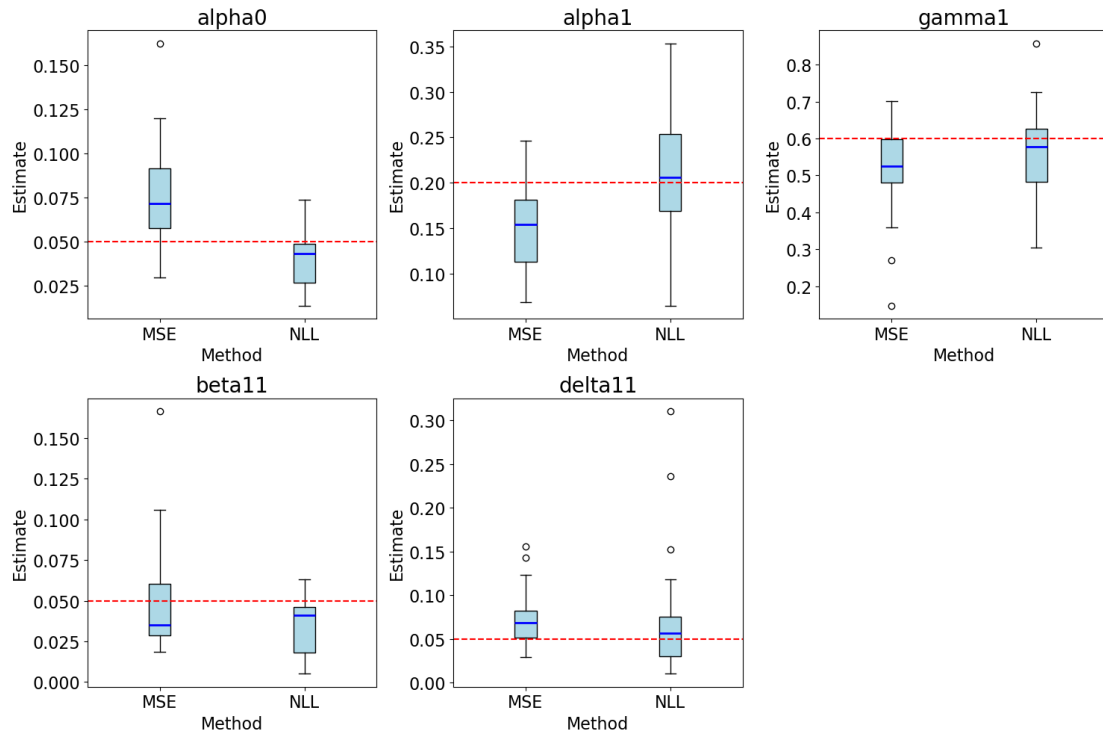 alpha0
0.150
0.125
0.100
0.075
0.050
0.025
Estimate
MSE
NLL
Method
alpha1
0.35
0.30
0.25
0.20
0.15
0.10
Estimate
MSE
NLL
Method
gamma1
0.8
0.7
0.6
0.5
0.4
0.3
0.2
Estimate
MSE
NLL
Method
beta11
0.150
0.125
0.100
0.075
0.050
0.025
0.000
Estimate
MSE
NLL
Method
delta11
0.30
0.25
0.20
0.15
0.10
0.05
0.00
Estimate
MSE
NLL
Method